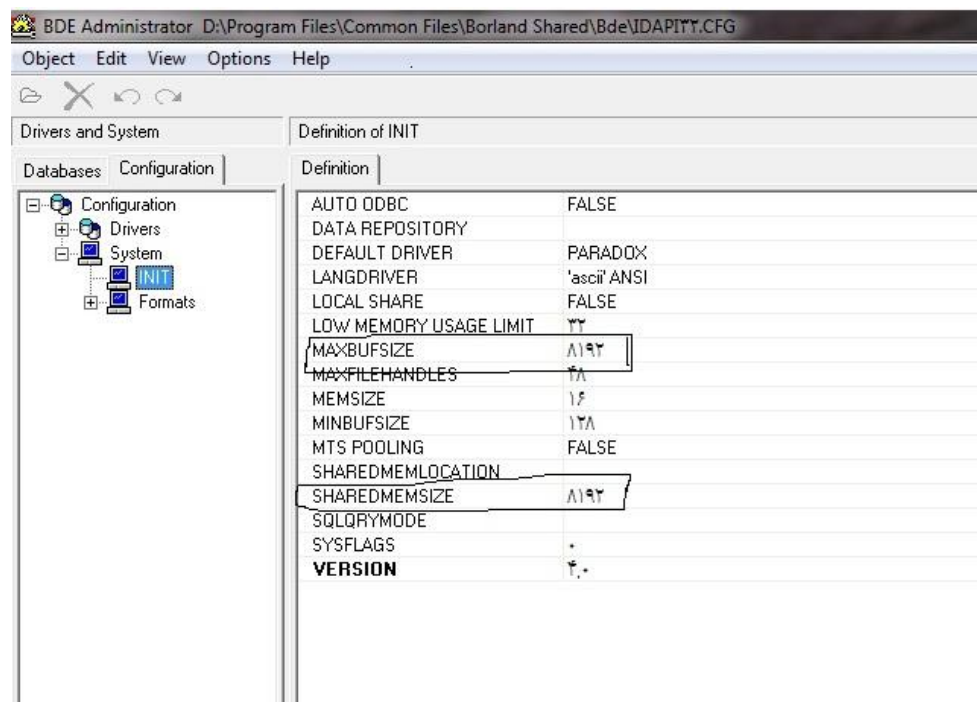 BDE Administrator D:\Program Files\Common Files\Borland Shared\Bde\IDAPI۳۲.CFG
Object Edit View Options Help
Drivers and System
Definition of INIT
Databases Configuration
Definition
Configuration
Drivers
System
INIT
Formats
AUTO ODBC FALSE
DATA REPOSITORY
DEFAULT DRIVER PARADOX
LANGDRIVER 'ascii' ANSI
LOCAL SHARE FALSE
LOW MEMORY USAGE LIMIT ۳۲
MAXBUFSIZE ۸۱۹۲
MAXFILEHANDLES ۴۸
MEMSIZE ۱۶
MINBUFSIZE ۱۲۸
MTS POOLING FALSE
SHAREDMEMLOCATION
SHAREDMEMSIZE ۸۱۹۲
SQLQRYMODE
SYSFLAGS ۰
VERSION ۴.۰